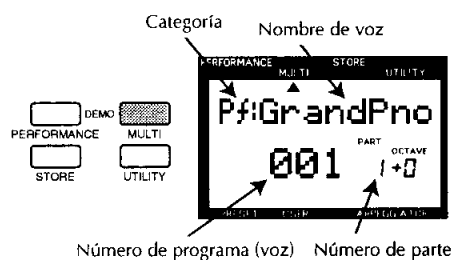 Categoría Nombre de voz
PERFORMANCE STORE
MULTI UTILITY
Pf:GrandPno
DEMO
PERFORMANCE MULTI
PART OCTAVE
001 1+0
STORE UTILITY
PRESET USER ARPEGGIATOR
Número de programa (voz) Número de parte